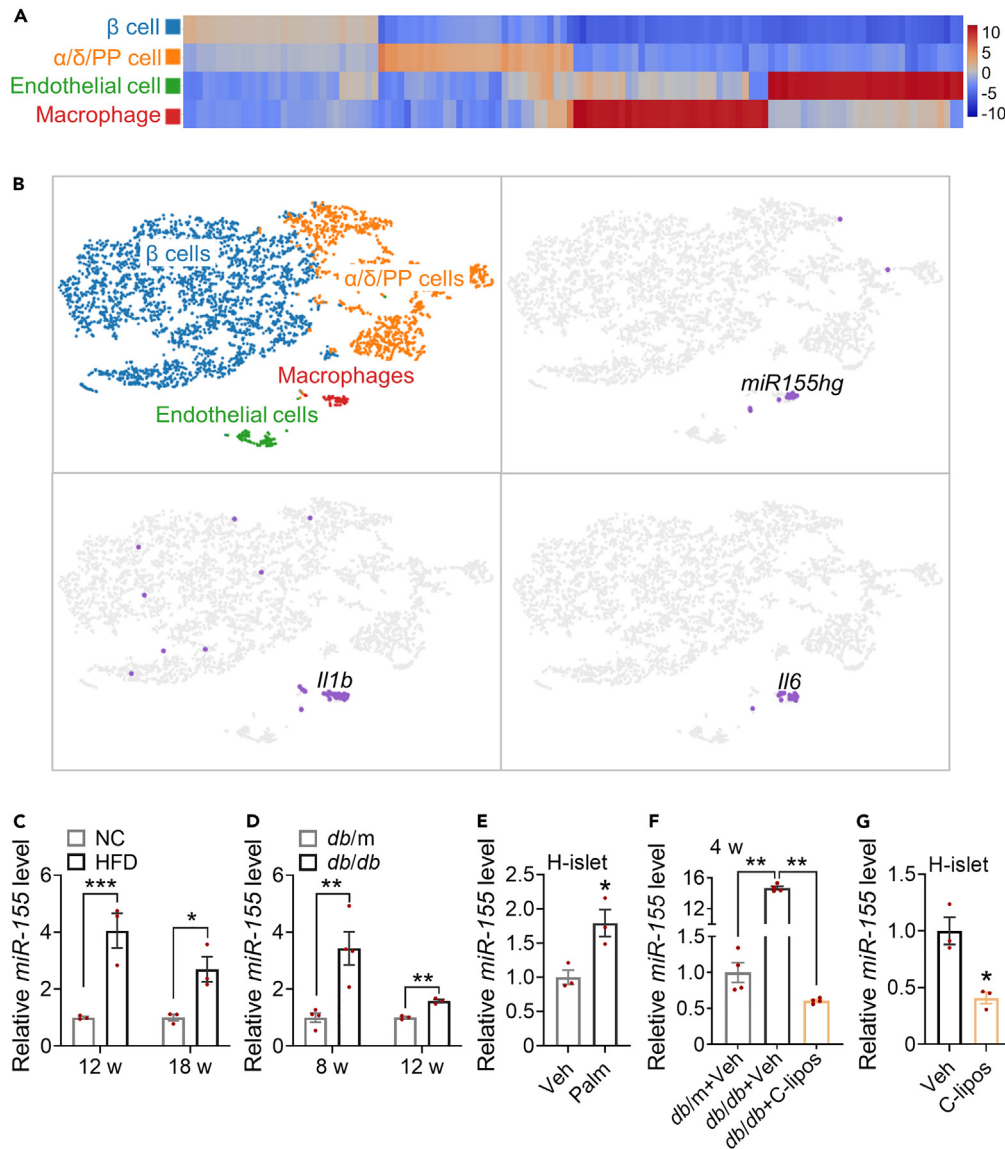 A
β cell
α/δ/PP cell
Endothelial cell
Macrophage
10
5
0
-5
-10
B
β cells
α/δ/PP cells
Macrophages
Endothelial cells
miR155hg
Il1b
Il6
C
NC
HFD
Relative miR-155 level
6
4
2
0
***
*
12 w
18 w
D
db/m
db/db
Relative miR-155 level
6
4
2
0
**
**
8 w
12 w
E
H-islet
Relative miR-155 level
2.5
2.0
1.5
1.0
0.5
0
*
Veh
Palm
F
4 w
Relative miR-155 level
16
14
12
1.5
1.0
0.5
0
**
**
db/m+Veh
db/db+Veh
db/db+C-lipos
G
H-islet
Relative miR-155 level
1.5
1.0
0.5
0
*
Veh
C-lipos